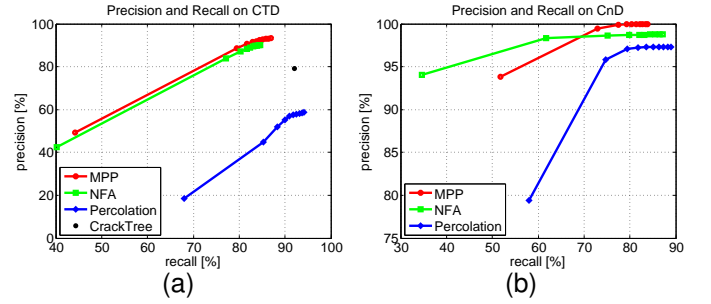 Precision and Recall on CTD
100
80
60
40
20
0
precision [%]
MPP
NFA
Percolation
CrackTree
40 50 60 70 80 90 100
recall [%]
(a)
Precision and Recall on CnD
100
95
90
85
80
75
precision [%]
MPP
NFA
Percolation
30 40 50 60 70 80 90
recall [%]
(b)